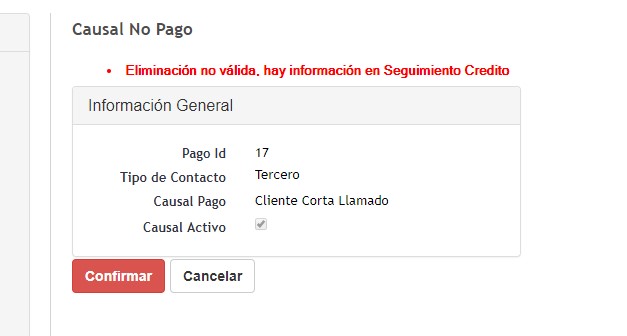 Causal No Pago
• Eliminación no válida, hay información en Seguimiento Credito
Información General
Pago Id 17
Tipo de Contacto Tercero
Causal Pago Cliente Corta Llamado
Causal Activo
Confirmar Cancelar